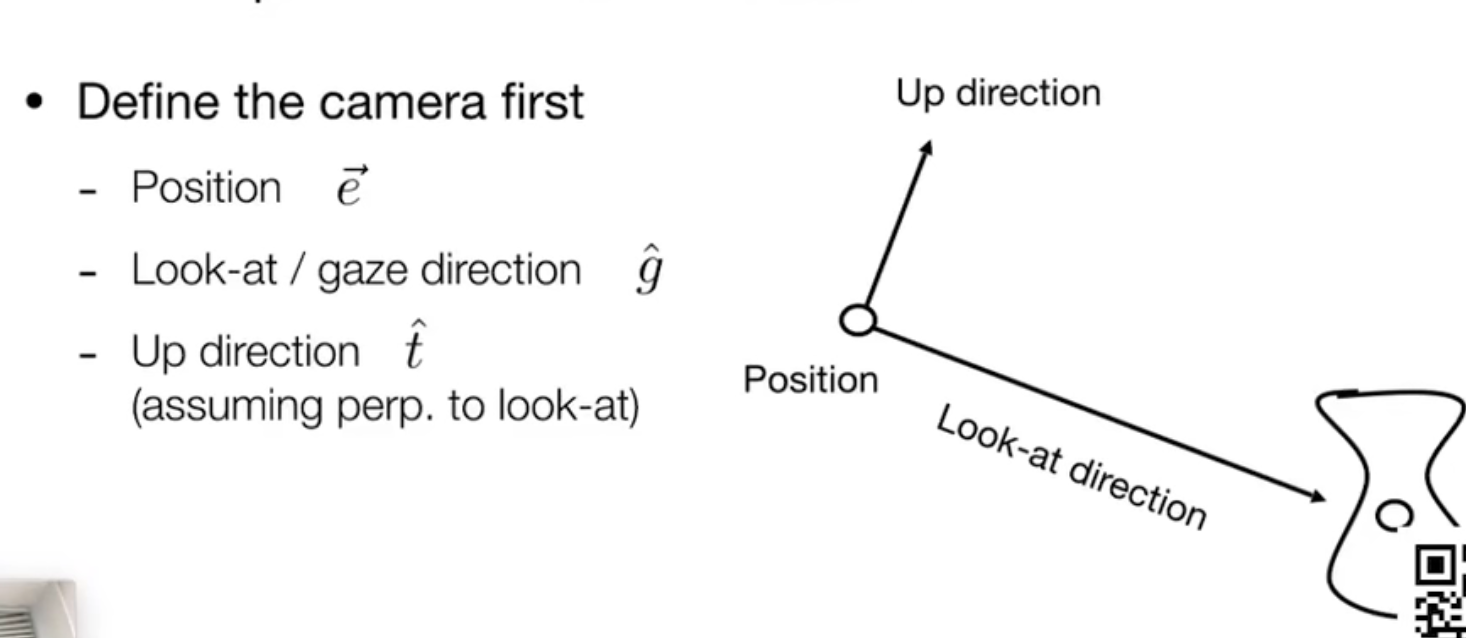 • Define the camera first
- Position \vec{e}
- Look-at / gaze direction \hat{g}
- Up direction \hat{t}
(assuming perp. to look-at)
Up direction
Position
Look-at direction